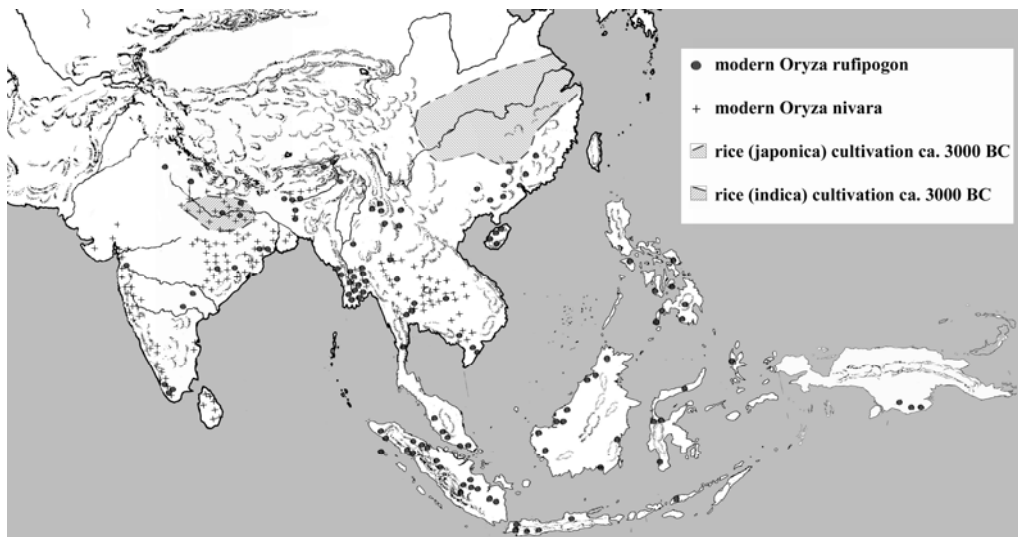 modern Oryza rufipogon
modern Oryza nivara
rice (japonica) cultivation ca. 3000 BC
rice (indica) cultivation ca. 3000 BC